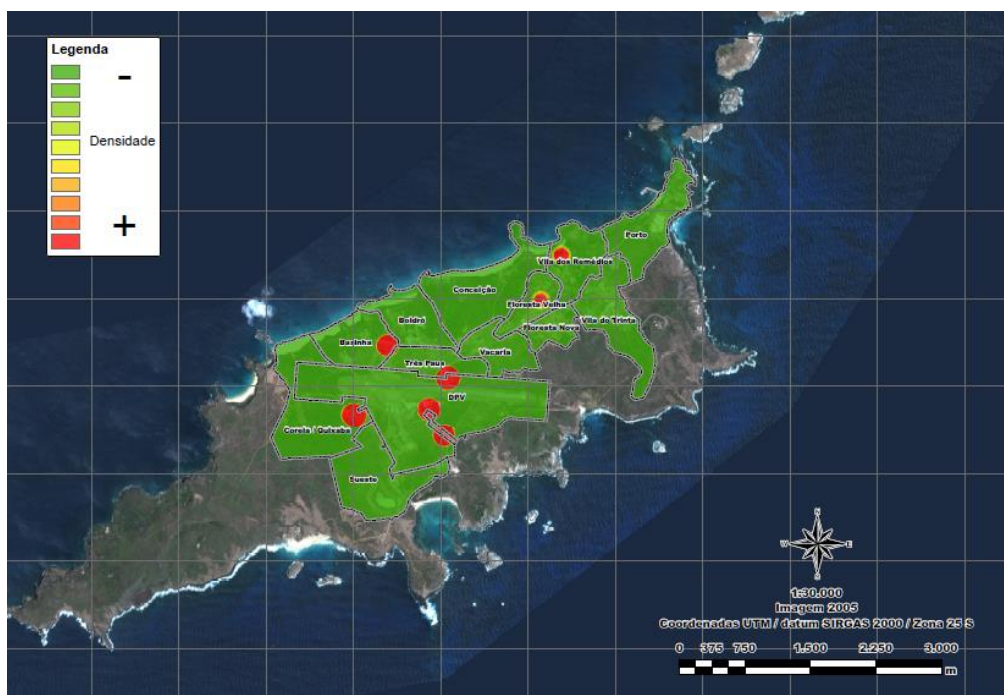 Legenda
-
Densidade
+
Porto
Vila dos Remédios
Conceição
Floresta Velha
Boldró
Floresta Nova
Vila do Trinta
Basinha
Vacaria
Três Paus
DPV
Coreia / Quixaba
Sueste
N
W E
S
1:30.000
Imagem 2005
Coordenadas UTM / datum SIRGAS 2000 / Zona 25 S
0 375 750 1.500 2.250 3.000
m